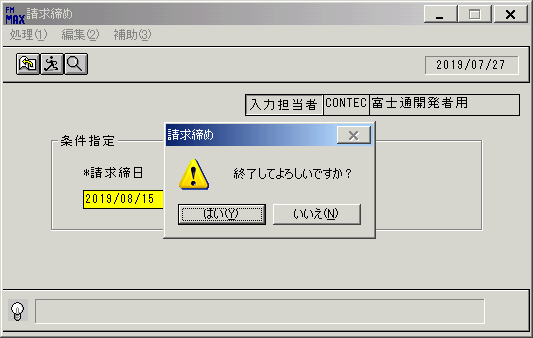 FM MAX 請求締め
処理(1) 編集(2) 補助(3)
2019/07/27
入力担当者 CONTEC 富士通開発者用
条件指定
*請求締日
2019/08/15
請求締め
終了してよろしいですか?
はい(Y) いいえ(N)